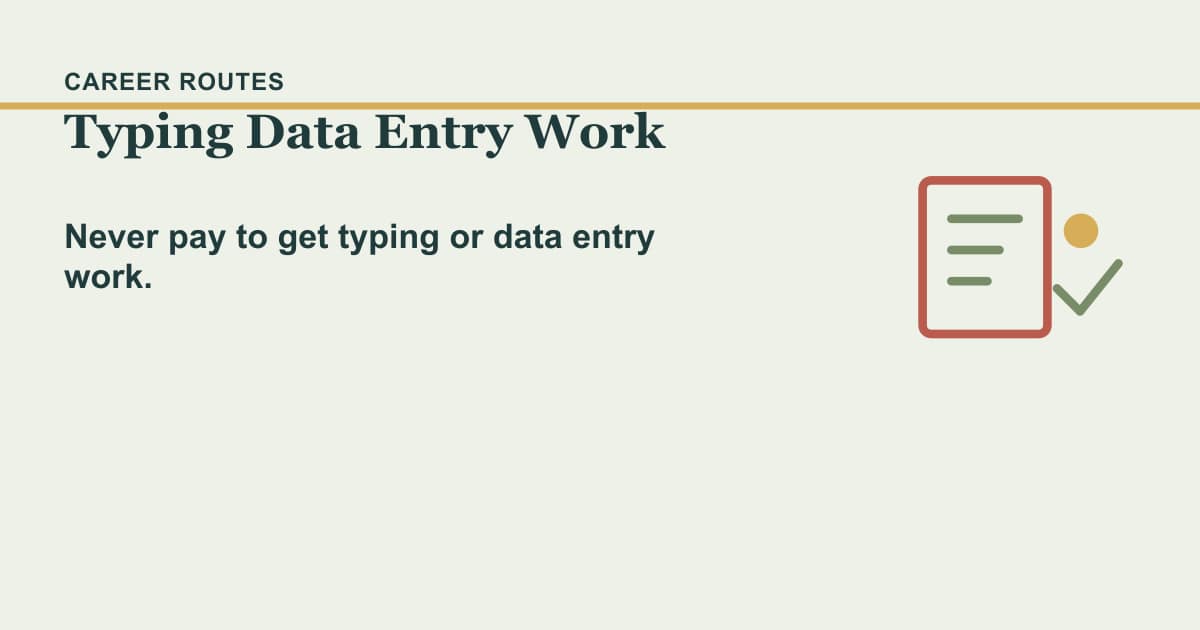 CAREER ROUTES
Typing Data Entry Work
Never pay to get typing or data entry
work.